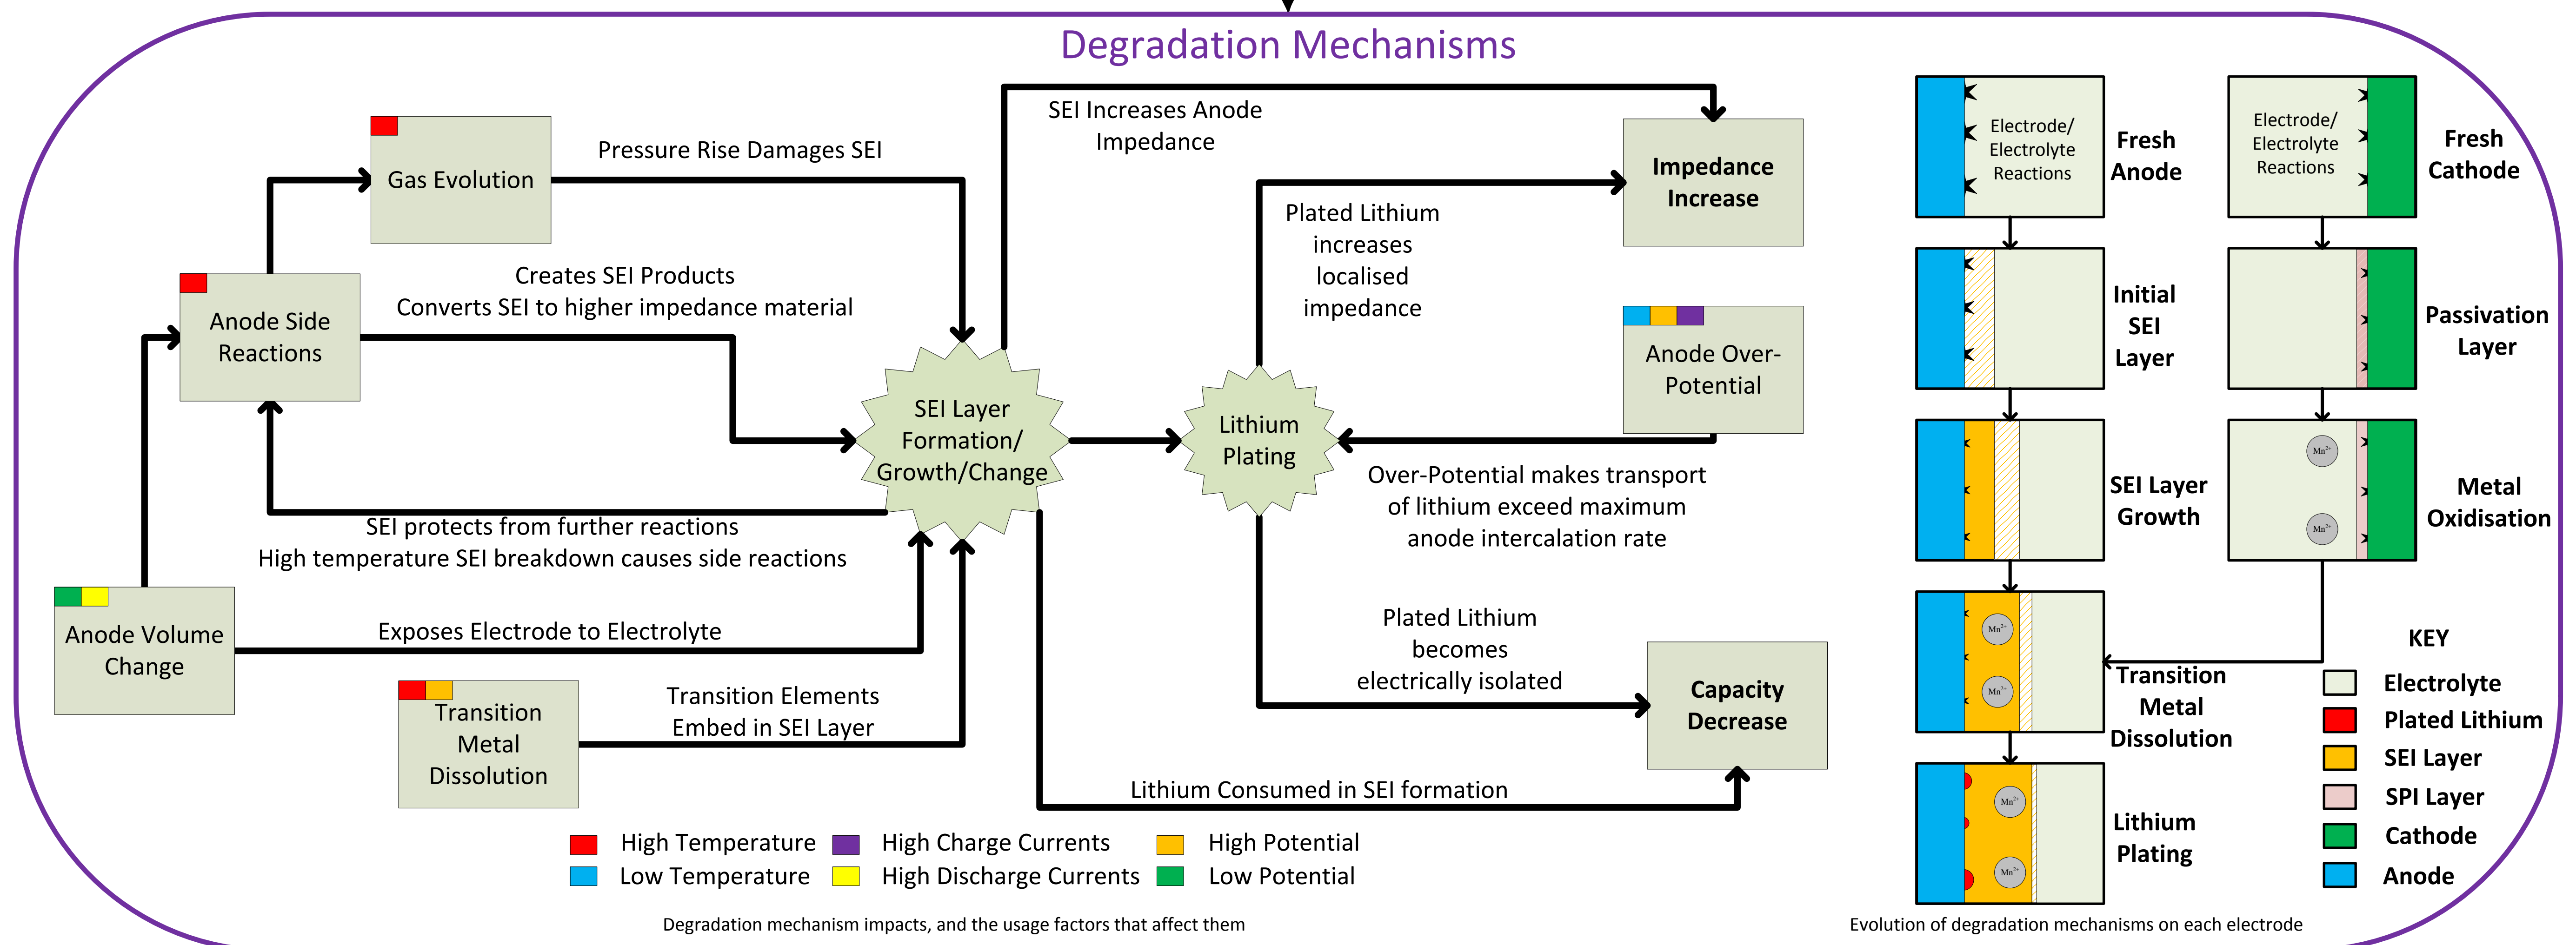 Degradation Mechanisms
Gas Evolution
Pressure Rise Damages SEI
SEI Increases Anode
Impedance
Impedance
Increase
Anode Side
Reactions
Creates SEI Products
Converts SEI to higher impedance material
Plated Lithium
increases
localised
impedance
Anode Over-
Potential
SEI Layer
Formation/
Growth/Change
Lithium
Plating
Over-Potential makes transport
of lithium exceed maximum
anode intercalation rate
SEI protects from further reactions
High temperature SEI breakdown causes side reactions
Anode Volume
Change
Exposes Electrode to Electrolyte
Transition
Metal
Dissolution
Transition Elements
Embed in SEI Layer
Plated Lithium
becomes
electrically isolated
Capacity
Decrease
Lithium Consumed in SEI formation
High Temperature
High Charge Currents
High Potential
Low Temperature
High Discharge Currents
Low Potential
Degradation mechanism impacts, and the usage factors that affect them
Electrode/
Electrolyte
Reactions
Fresh
Anode
Electrode/
Electrolyte
Reactions
Fresh
Cathode
Initial
SEI
Layer
Passivation
Layer
SEI Layer
Growth
Mn2+
Mn2+
Metal
Oxidisation
Mn2+
Mn2+
Transition
Metal
Dissolution
Mn2+
Mn2+
Lithium
Plating
KEY
Electrolyte
Plated Lithium
SEI Layer
SPI Layer
Cathode
Anode
Evolution of degradation mechanisms on each electrode